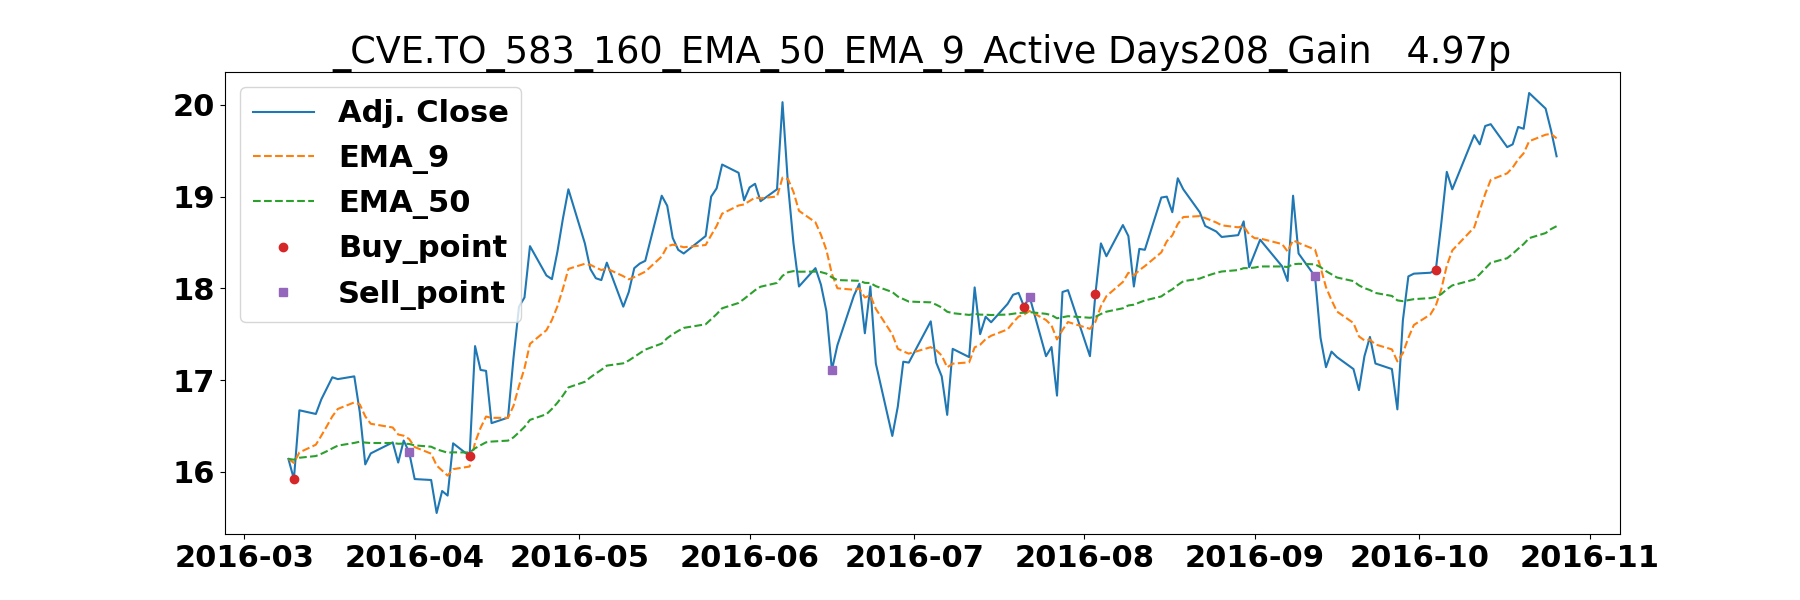 _CVE.TO_583_160_EMA_50_EMA_9_Active Days208_Gain   4.97p
20
19
18
17
16
Adj. Close
EMA_9
EMA_50
Buy_point
Sell_point
2016-03 2016-04 2016-05 2016-06 2016-07 2016-08 2016-09 2016-10 2016-11